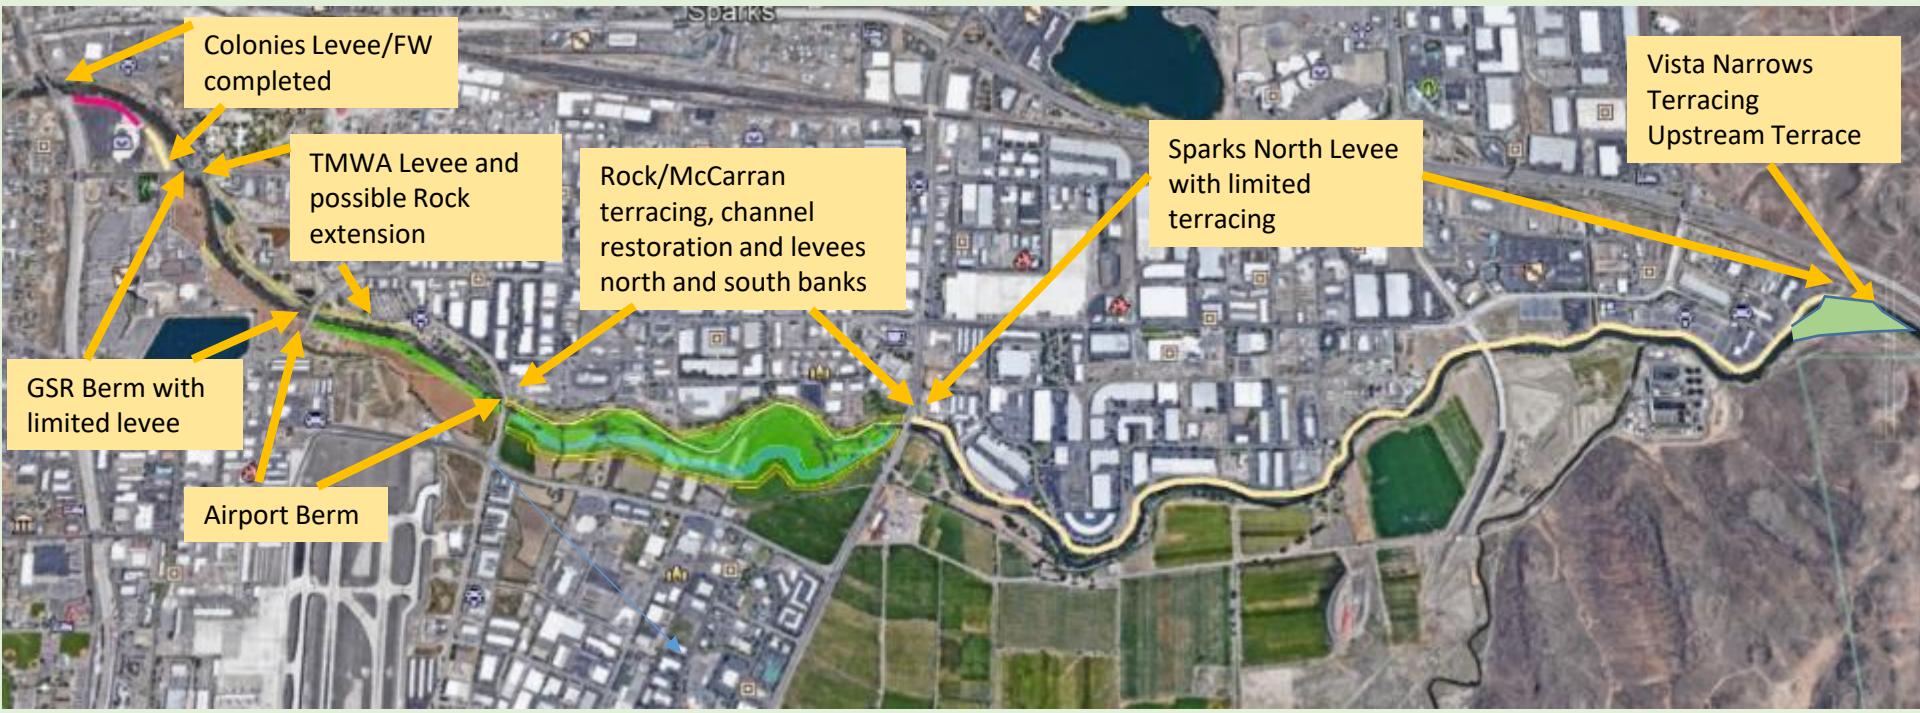 Sparks
Colonies Levee/FW
completed
TMWA Levee and
possible Rock
extension
Rock/McCarran
terracing, channel
restoration and levees
north and south banks
Sparks North Levee
with limited
terracing
Vista Narrows
Terracing
Upstream Terrace
GSR Berm with
limited levee
Airport Berm